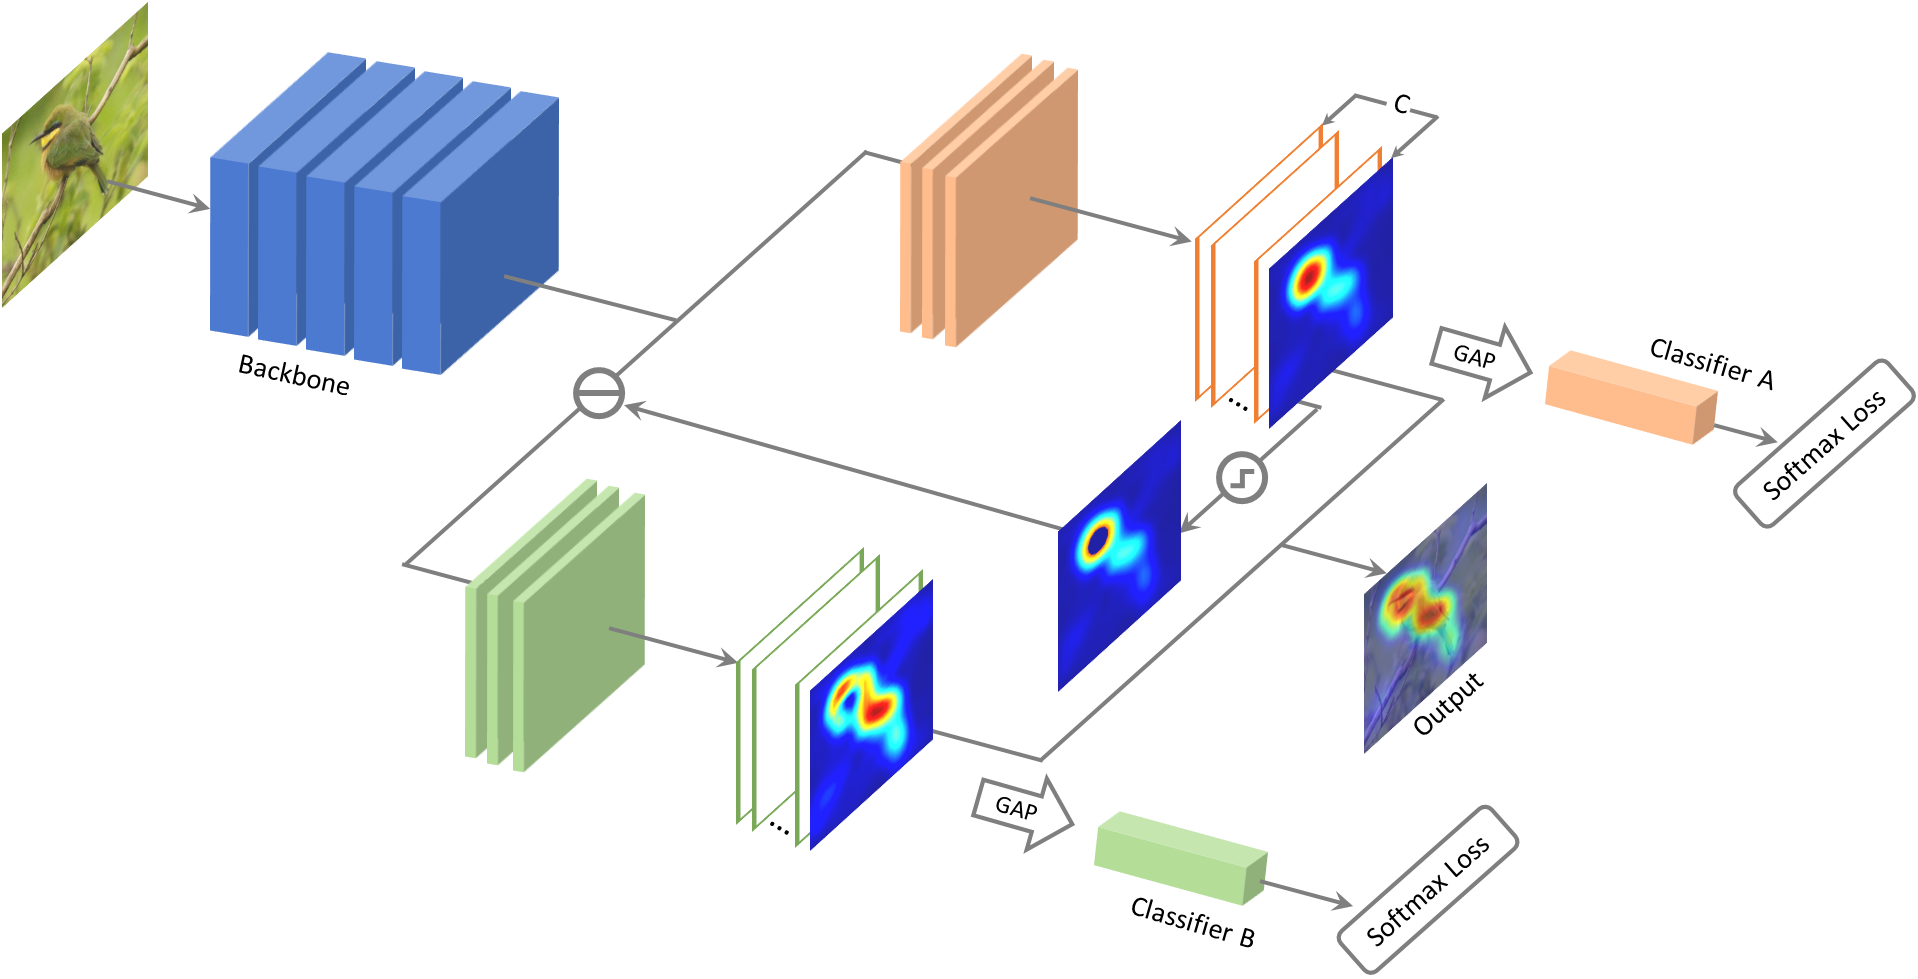 C
Backbone
GAP
Classifier A
Softmax Loss
...
Output
...
GAP
Classifier B
Softmax Loss